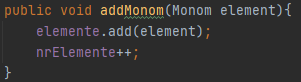 public void addMonom(Monom element){
    elemente.add(element);
    nrElemente++;
}